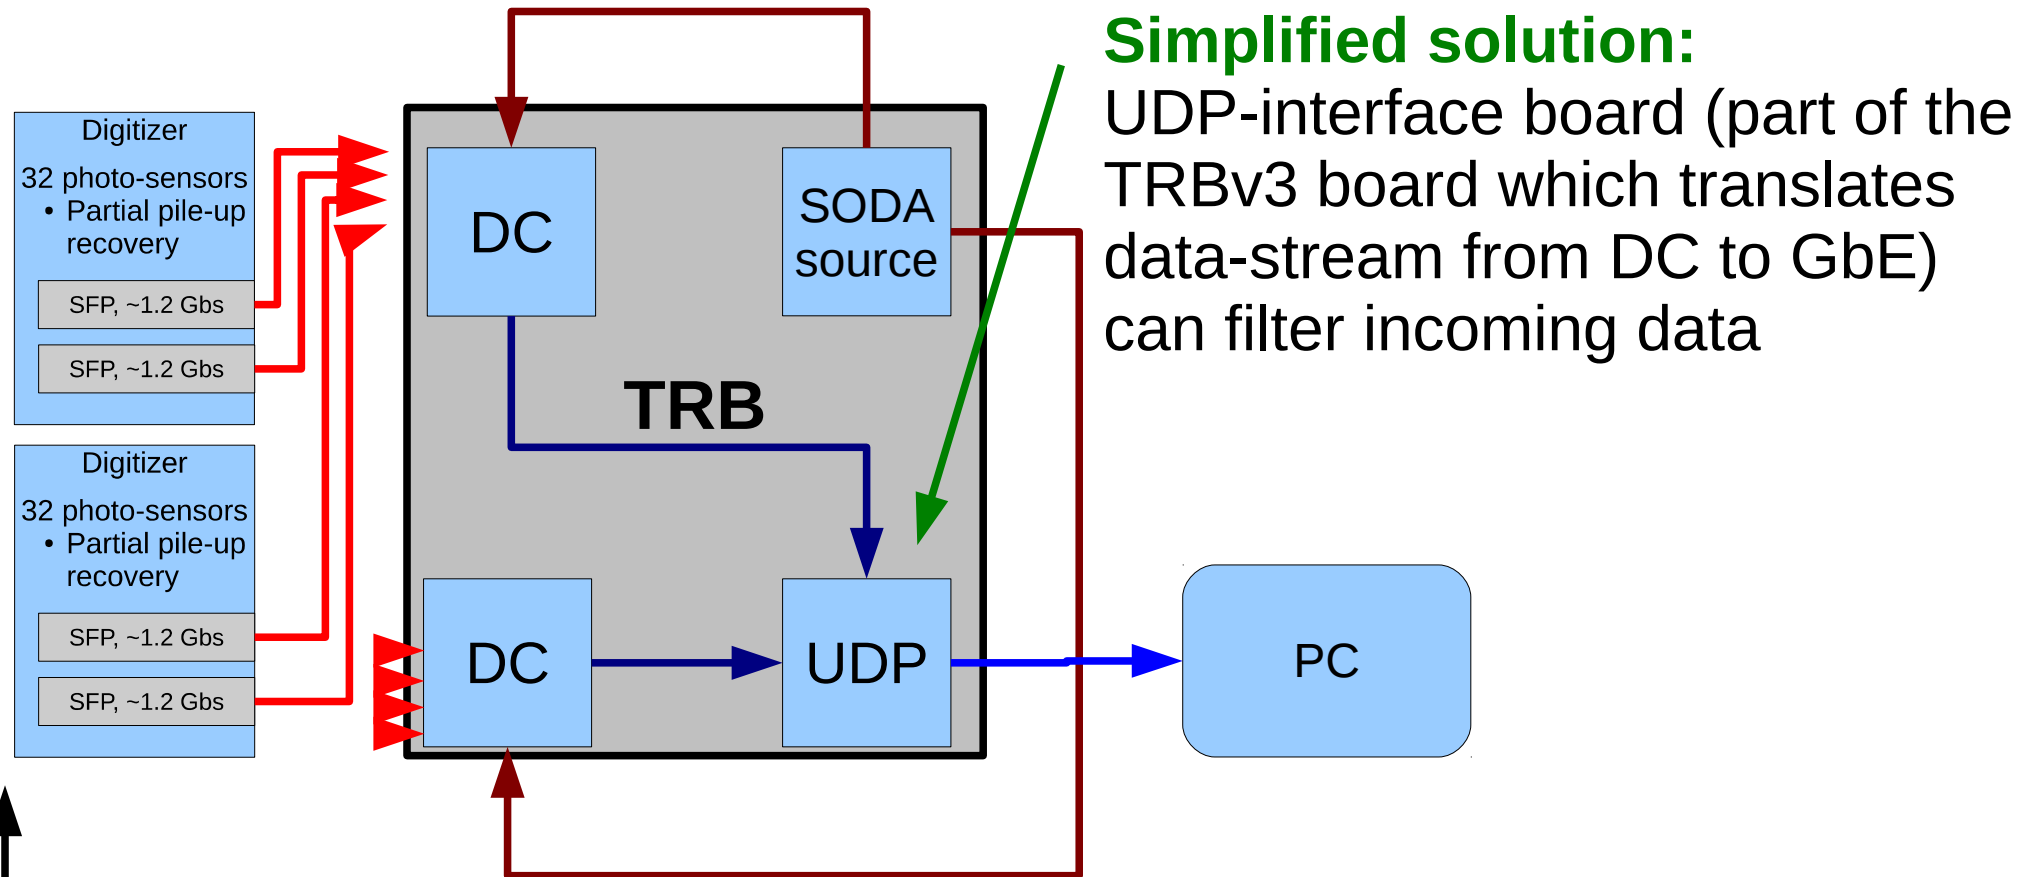 Simplified solution:
UDP-interface board (part of the
TRBv3 board which translates
data-stream from DC to GbE)
can filter incoming data
Digitizer
32 photo-sensors
• Partial pile-up
recovery
SFP, ~1.2 Gbs
SFP, ~1.2 Gbs
Digitizer
32 photo-sensors
• Partial pile-up
recovery
SFP, ~1.2 Gbs
SFP, ~1.2 Gbs
DC
SODA
source
TRB
DC
UDP
PC